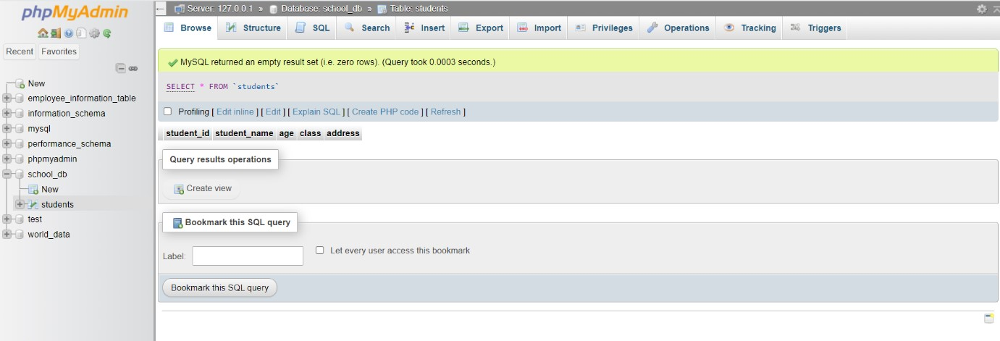 phpMyAdmin
Recent Favorites
New
employee_information_table
information_schema
mysql
performance_schema
phpmyadmin
school_db
New
students
test
world_data
Server: 127.0.0.1 » Database: school_db » Table: students
Browse Structure SQL Search Insert Export Import Privileges Operations Tracking Triggers
MySQL returned an empty result set (i.e. zero rows). (Query took 0.0003 seconds.)
SELECT * FROM `students`
Profiling [ Edit inline ] [ Edit ] [ Explain SQL ] [ Create PHP code ] [ Refresh ]
student_id student_name age class address
Query results operations
Create view
Bookmark this SQL query
Label: Let every user access this bookmark
Bookmark this SQL query